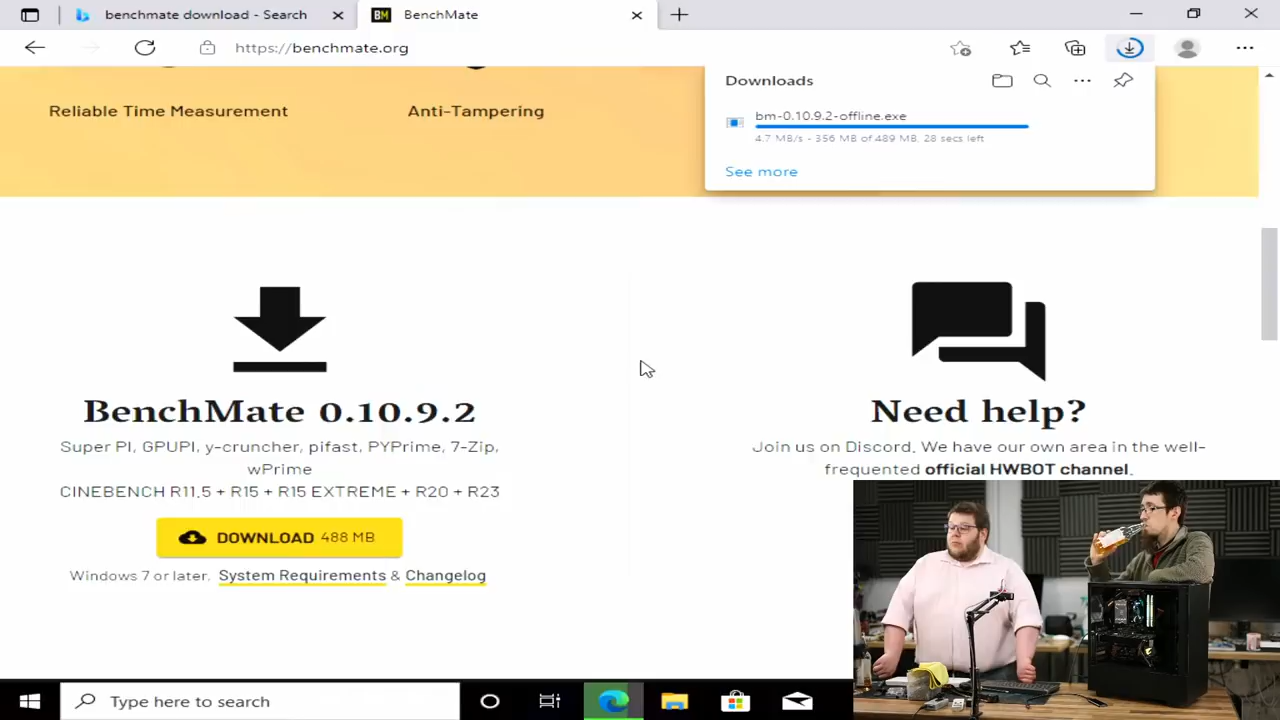 benchmate download - Search
BM
BenchMate
https://benchmate.org
Downloads
bm-0.10.9.2-offline.exe
4.7 MB/s - 356 MB of 489 MB, 28 secs left
See more
Reliable Time Measurement
Anti-Tampering
BenchMate 0.10.9.2
Super PI, GPUPI, y-cruncher, pifast, PYPrime, 7-Zip,
wPrime
CINEBENCH R11.5 + R15 + R15 EXTREME + R20 + R23
DOWNLOAD 488 MB
Windows 7 or later. System Requirements & Changelog
Need help?
Join us on Discord. We have our own area in the well-
frequented official HWBOT channel.
Type here to search